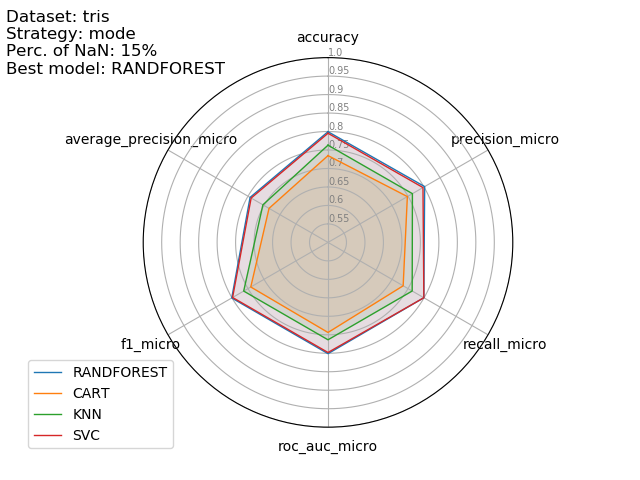 Dataset: tris
Strategy: mode
Perc. of NaN: 15%
Best model: RANDFOREST
accuracy
1.0
0.95
0.9
0.85
0.8
0.75
0.7
0.65
0.6
0.55
average_precision_micro
precision_micro
f1_micro
recall_micro
roc_auc_micro
RANDFOREST
CART
KNN
SVC